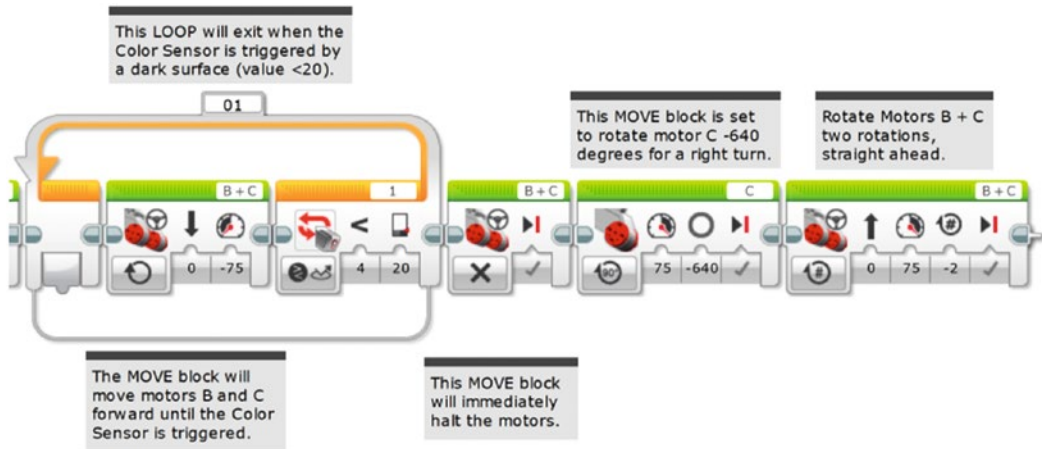 This LOOP will exit when the
Color Sensor is triggered by
a dark surface (value <20).
This MOVE block is set
to rotate motor C -640
degrees for a right turn.
Rotate Motors B + C
two rotations,
straight ahead.
01
B + C
1
B + C
C
B + C
<
#
0 -75
4 20
90°
75 -640
#
0 75 -2
The MOVE block will
move motors B and C
forward until the Color
Sensor is triggered.
This MOVE block
will immediately
halt the motors.